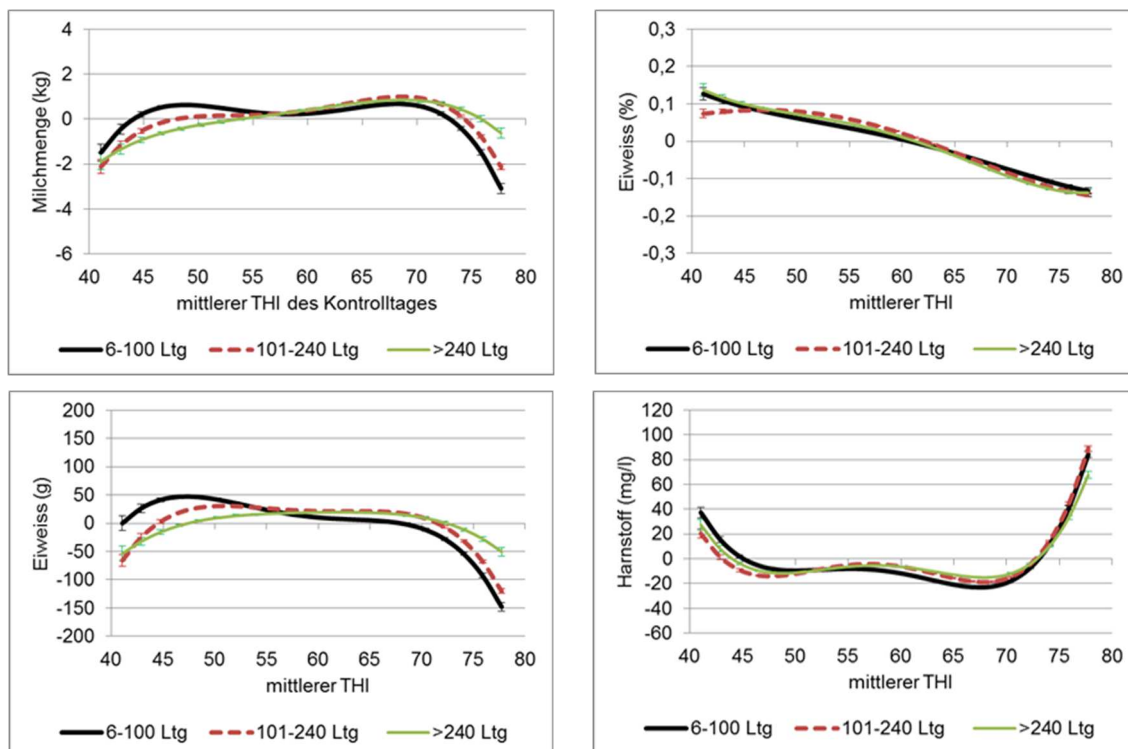 Milchmenge (kg)
4
2
0
-2
-4
-6
40 45 50 55 60 65 70 75 80
mittlerer THI des Kontrolltages
6-100 Ltg 101-240 Ltg >240 Ltg
Eiweiss (%)
0,3
0,2
0,1
0
-0,1
-0,2
-0,3
40 45 50 55 60 65 70 75 80
mittlerer THI
6-100 Ltg 101-240 Ltg >240 Ltg
Eiweiss (g)
200
150
100
50
0
-50
-100
-150
-200
40 45 50 55 60 65 70 75 80
mittlerer THI
6-100 Ltg 101-240 Ltg >240 Ltg
Harnstoff (mg/l)
120
100
80
60
40
20
0
-20
-40
-60
40 45 50 55 60 65 70 75 80
mittlerer THI
6-100 Ltg 101-240 Ltg >240 Ltg